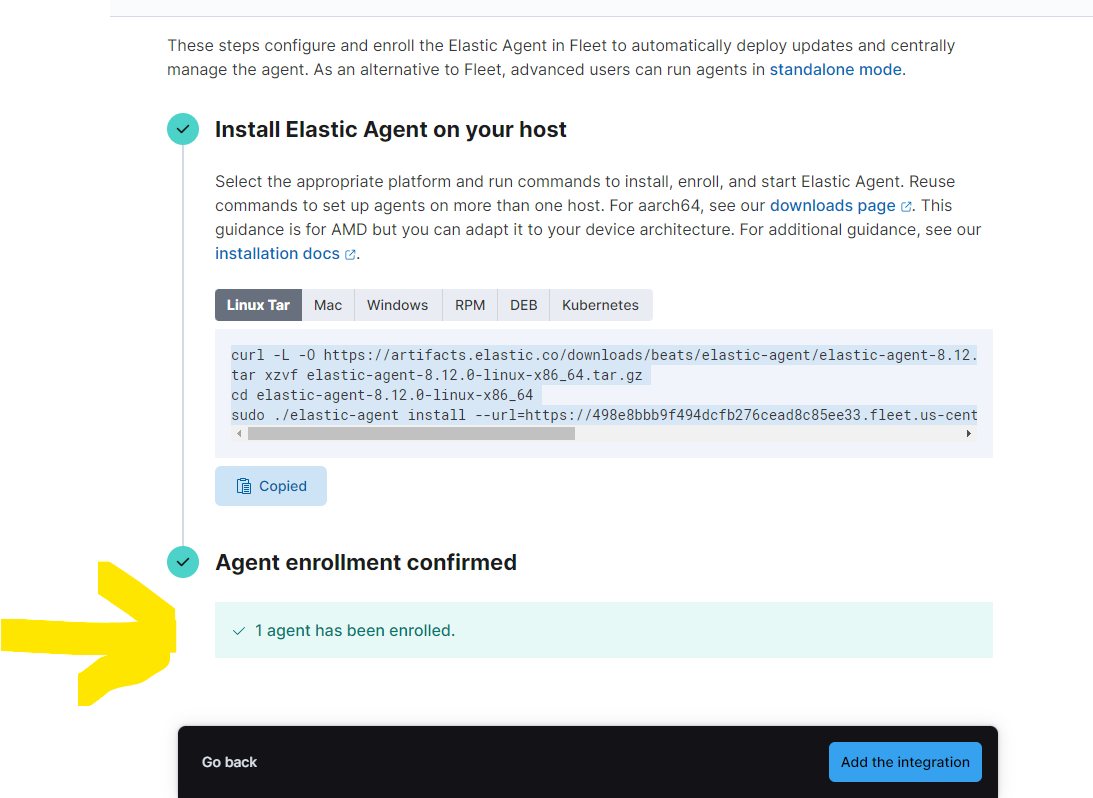 These steps configure and enroll the Elastic Agent in Fleet to automatically deploy updates and centrally
manage the agent. As an alternative to Fleet, advanced users can run agents in standalone mode.
Install Elastic Agent on your host
Select the appropriate platform and run commands to install, enroll, and start Elastic Agent. Reuse
commands to set up agents on more than one host. For aarch64, see our downloads page. This
guidance is for AMD but you can adapt it to your device architecture. For additional guidance, see our
installation docs.
Linux Tar Mac Windows RPM DEB Kubernetes
curl -L -O https://artifacts.elastic.co/downloads/beats/elastic-agent/elastic-agent-8.12.
tar xzvf elastic-agent-8.12.0-linux-x86_64.tar.gz
cd elastic-agent-8.12.0-linux-x86_64
sudo ./elastic-agent install --url=https://498e8bbb9f494dcfb276cead8c85ee33.fleet.us-cent
Copied
Agent enrollment confirmed
1 agent has been enrolled.
Go back Add the integration